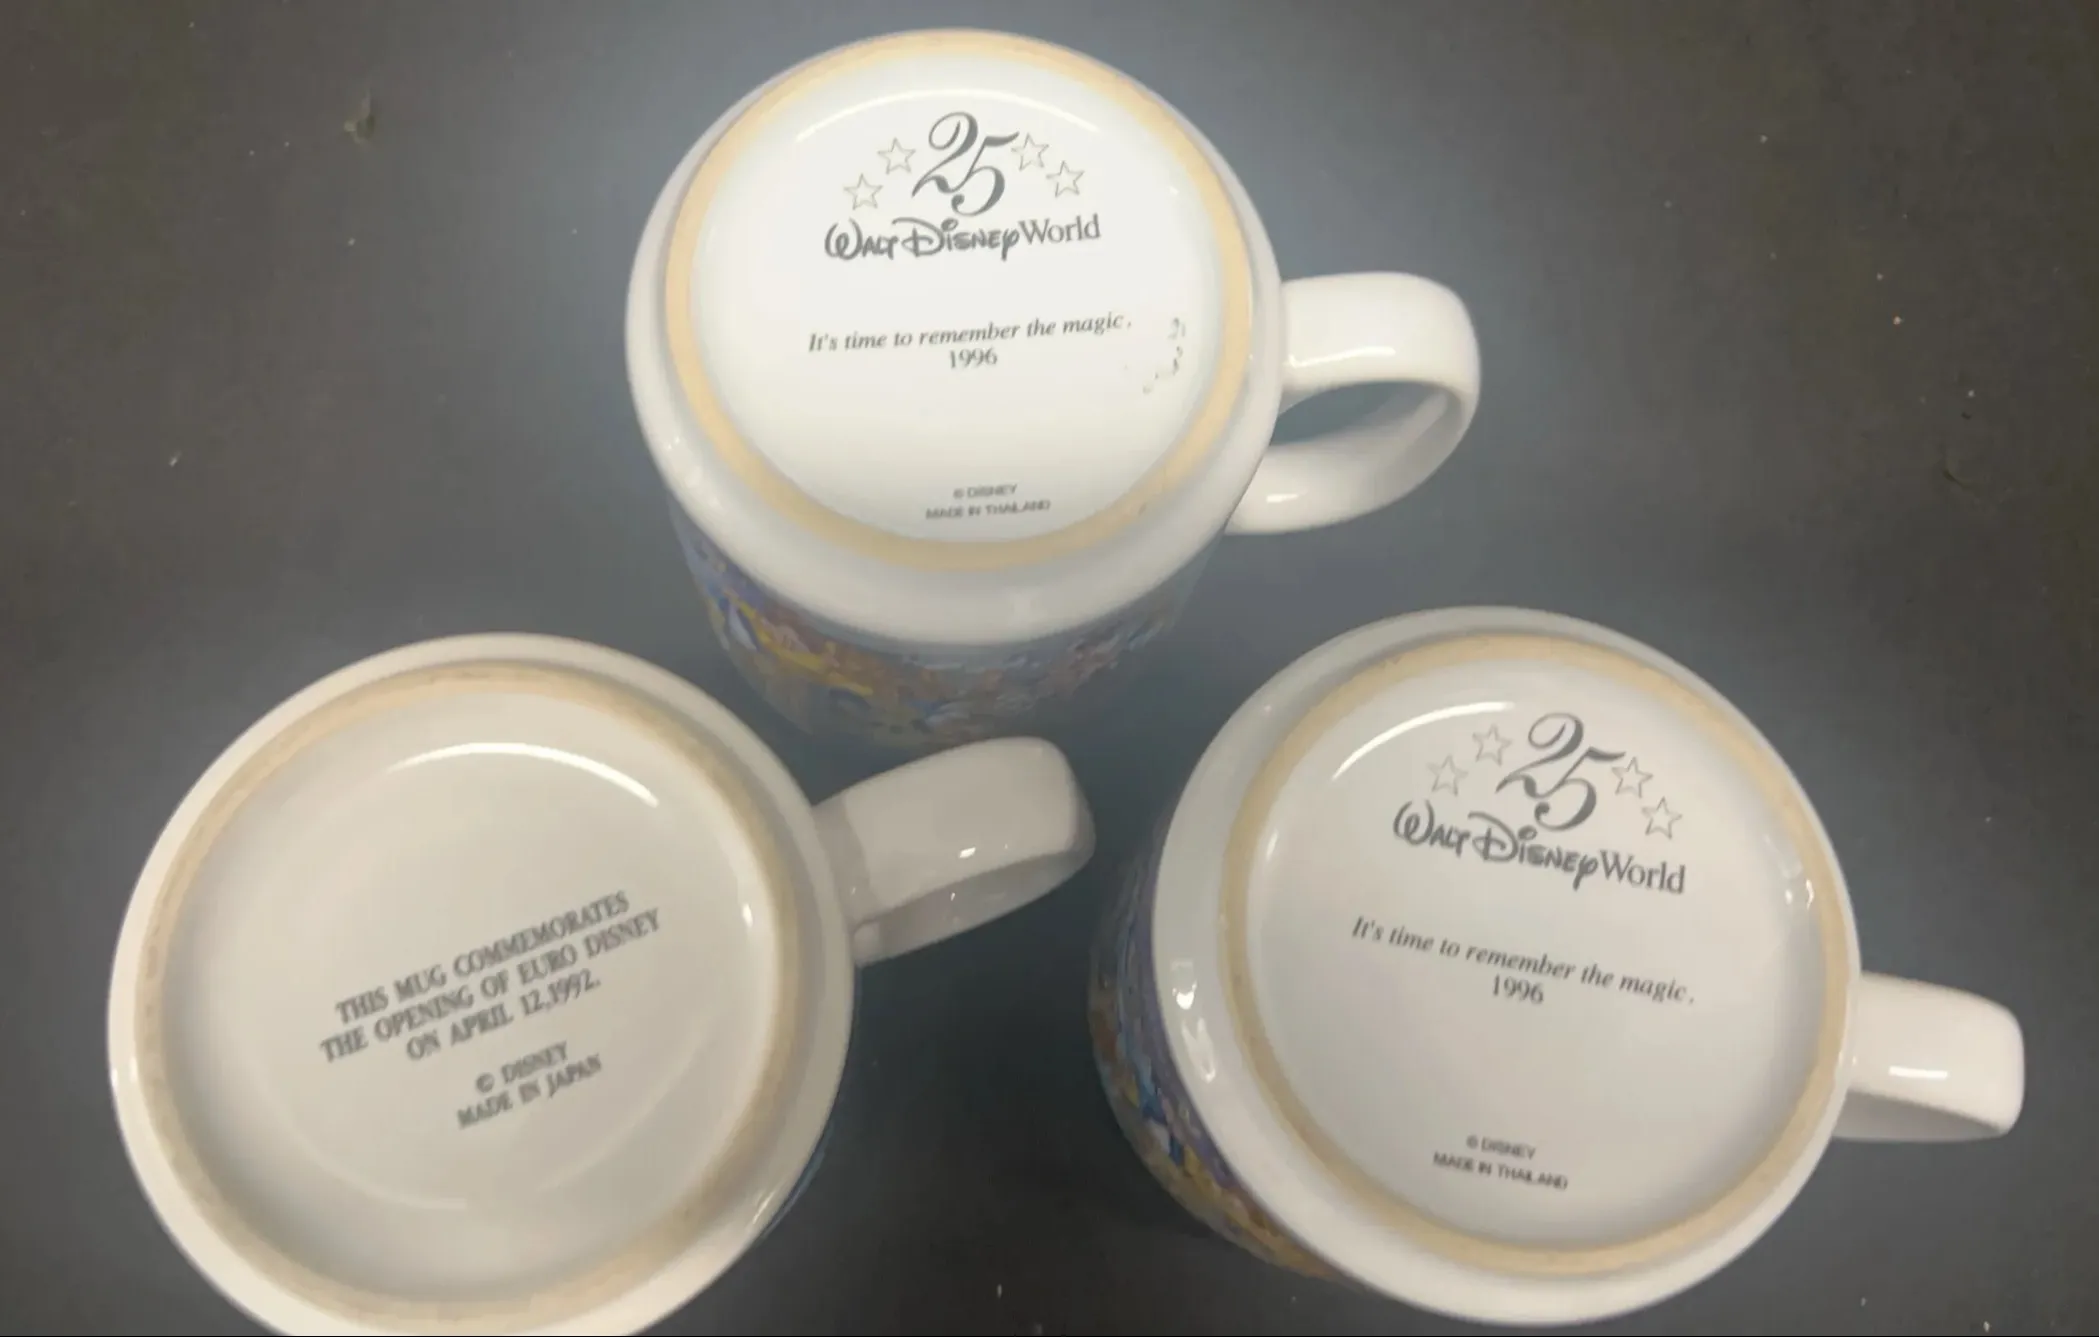 25
WALT DISNEY World
It's time to remember the magic.
1996
© DISNEY
MADE IN THAILAND
THIS MUG COMMEMORATES
THE OPENING OF EURO DISNEY
ON APRIL 12,1992.
© DISNEY
MADE IN JAPAN
25
WALT DISNEY World
It's time to remember the magic.
1996
© DISNEY
MADE IN THAILAND